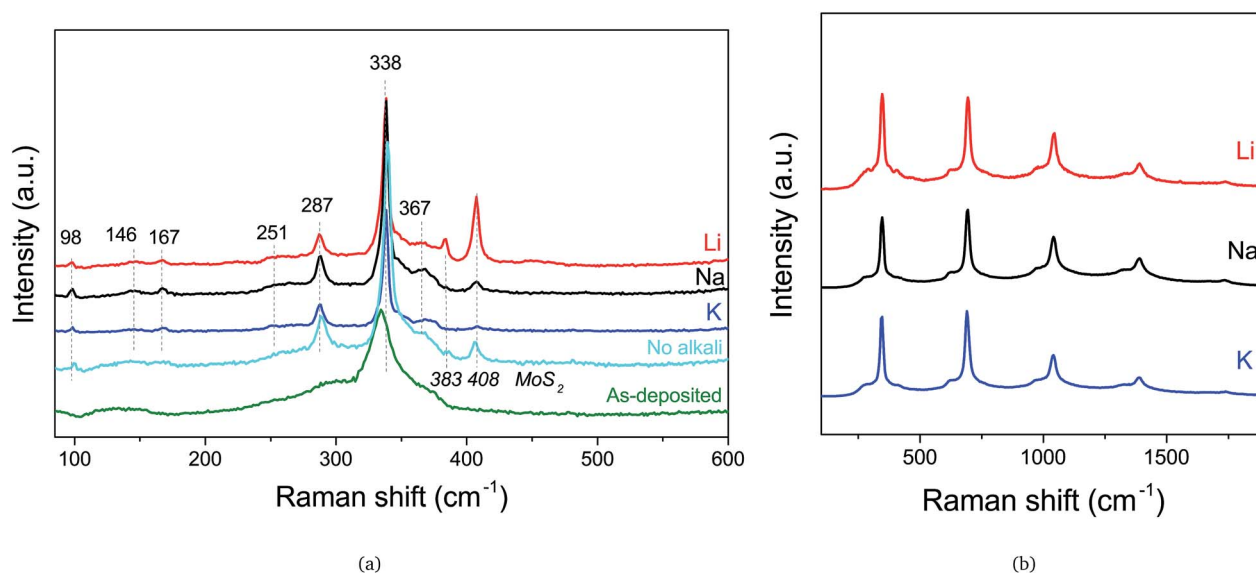 338
287
367
98
146
167
251
Li
Na
K
No alkali
383 408 MoS₂
As-deposited
Intensity (a.u.)
100
200
300
400
500
600
Raman shift (cm⁻¹)
(a)
Li
Na
K
Intensity (a.u.)
500
1000
1500
Raman shift (cm⁻¹)
(b)